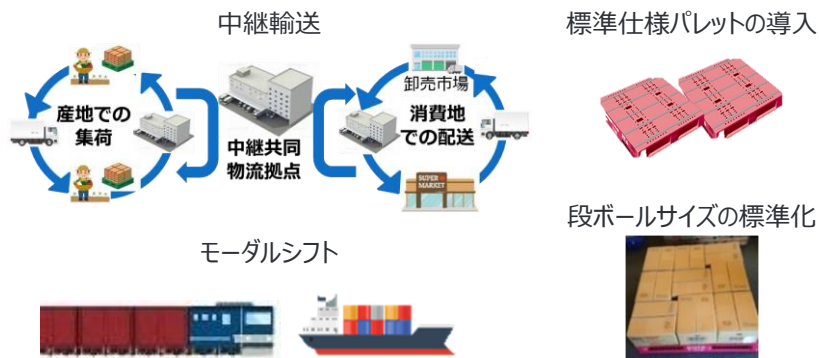 中継輸送
標準仕様パレットの導入
卸売市場
産地での
集荷
中継共同
物流拠点
消費地
での配送
SUPER
MARKET
段ボールサイズの標準化
モーダルシフト